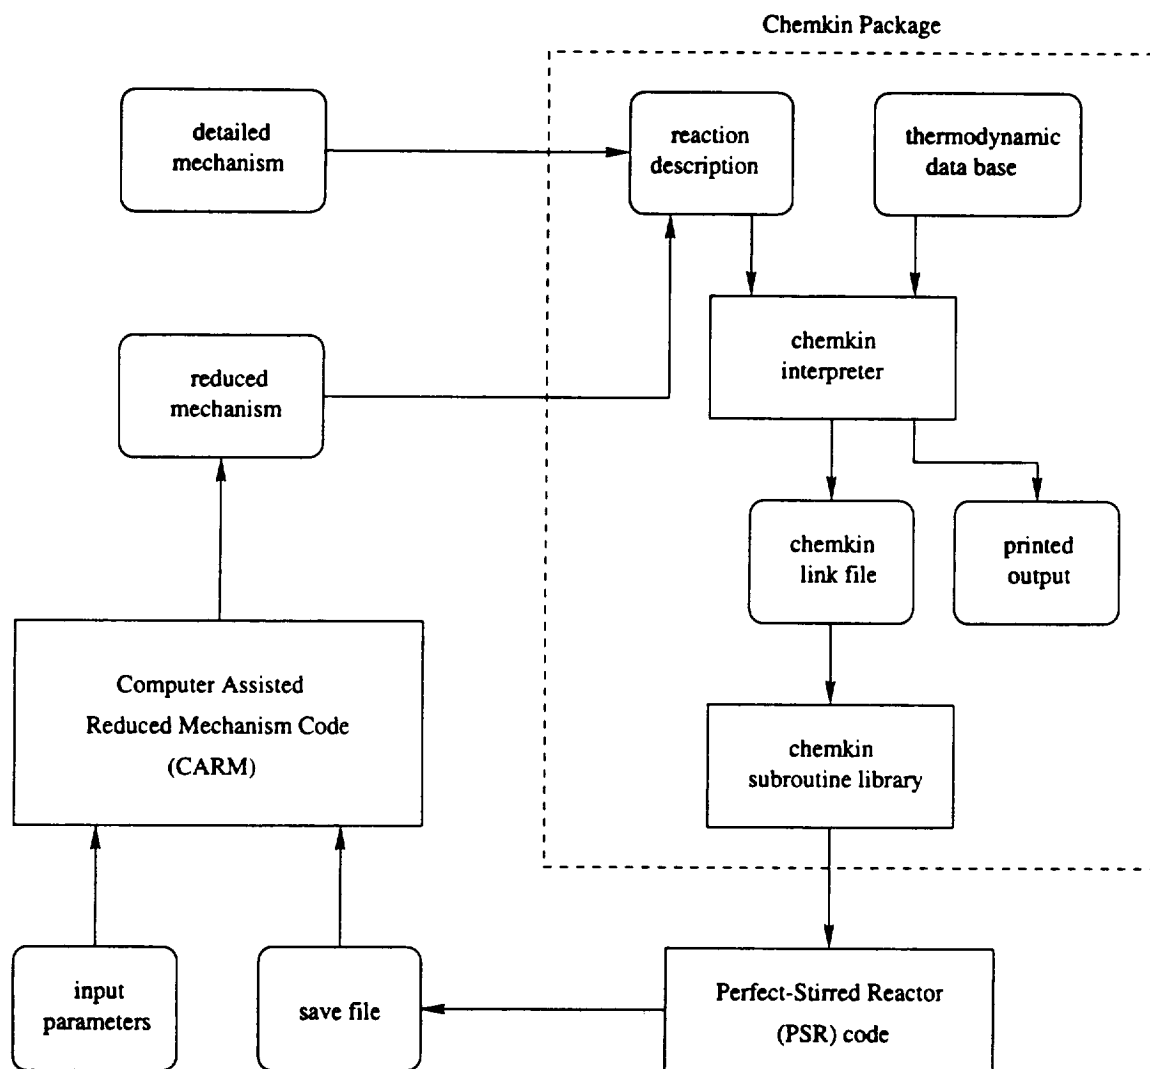 Chemkin Package
detailed
mechanism
reaction
description
thermodynamic
data base
chemkin
interpreter
reduced
mechanism
chemkin
link file
printed
output
Computer Assisted
Reduced Mechanism Code
(CARM)
chemkin
subroutine library
input
parameters
save file
Perfect-Stirred Reactor
(PSR) code